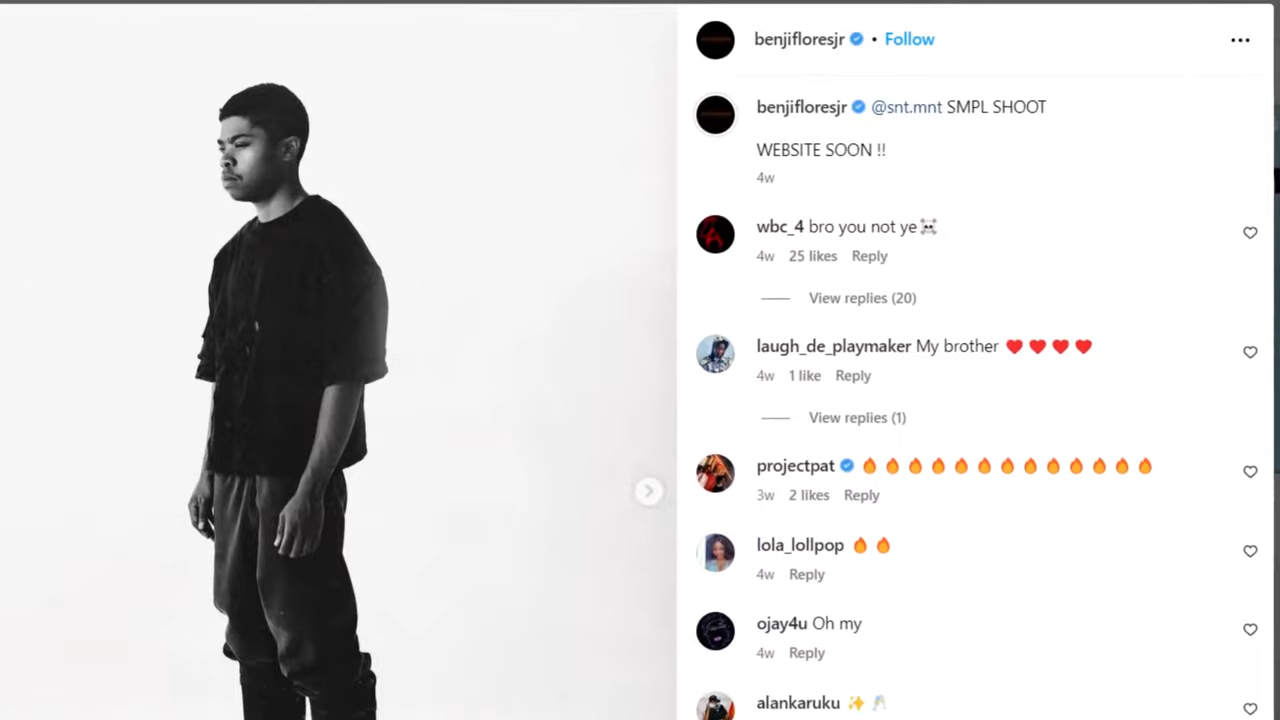 benjifloresjr • Follow
benjifloresjr @snt.mnt SMPL SHOOT
WEBSITE SOON !!
4w
wbc_4 bro you not ye☠️
4w 25 likes Reply
View replies (20)
laugh_de_playmaker My brother ❤️❤️❤️❤️
4w 1 like Reply
View replies (1)
projectpat 🔥🔥🔥🔥🔥🔥🔥🔥🔥🔥🔥🔥🔥
3w 2 likes Reply
lola_lollpop 🔥🔥
4w Reply
ojay4u Oh my
4w Reply
alankaruku ✨🥂